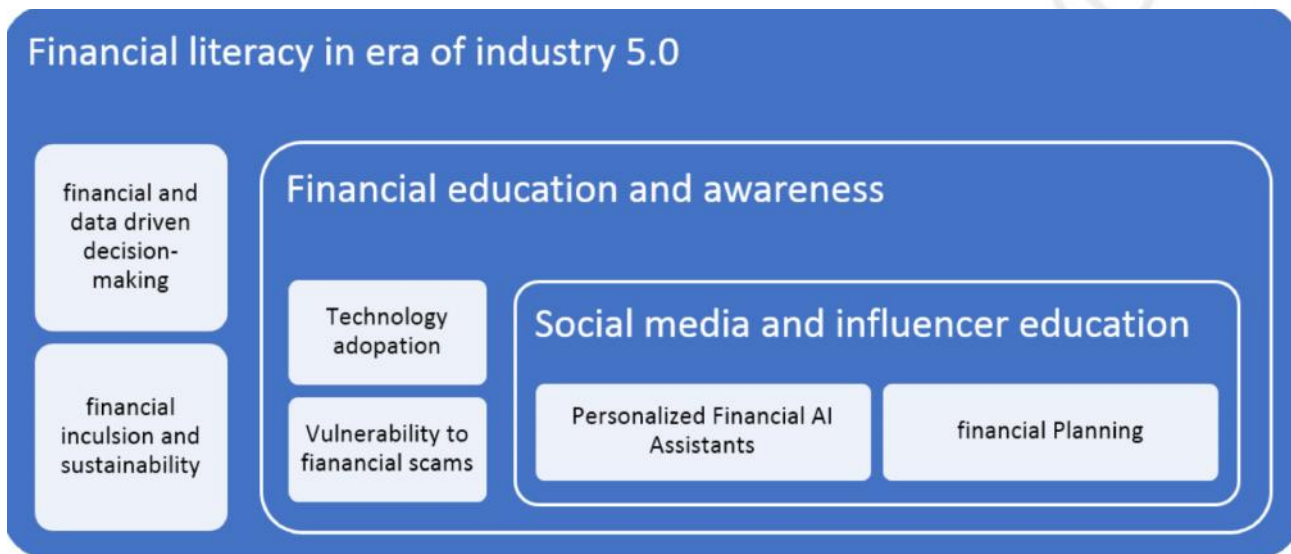 Financial literacy in era of industry 5.0
financial and
data driven
decision-
making
financial
inculsion and
sustainability
Financial education and awareness
Technology
adopation
Vulnerability to
fianancial scams
Social media and influencer education
Personalized Financial AI
Assistants
financial Planning